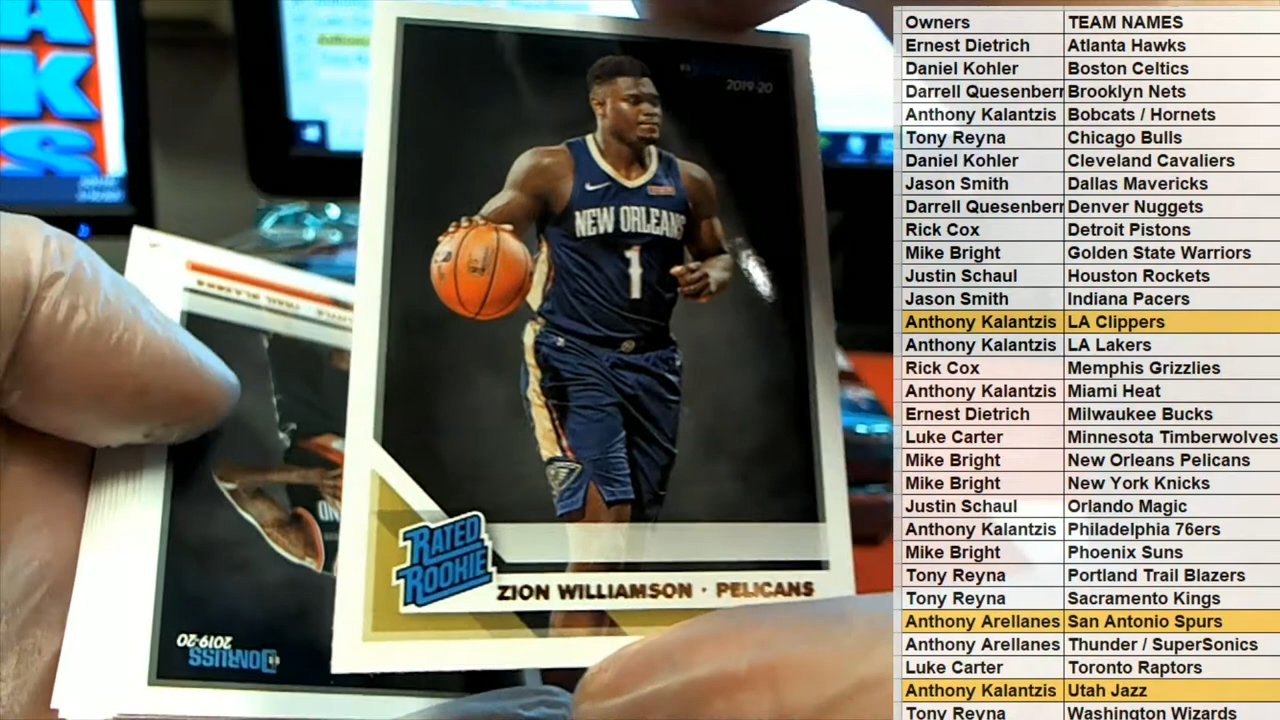 A
K
S
2019-20
NEW ORLEANS
1
RATED
ROOKIE
ZION WILLIAMSON · PELICANS
2019-20
DONRUSS
Owners TEAM NAMES
Ernest Dietrich Atlanta Hawks
Daniel Kohler Boston Celtics
Darrell Quesenberr Brooklyn Nets
Anthony Kalantzis Bobcats / Hornets
Tony Reyna Chicago Bulls
Daniel Kohler Cleveland Cavaliers
Jason Smith Dallas Mavericks
Darrell Quesenberr Denver Nuggets
Rick Cox Detroit Pistons
Mike Bright Golden State Warriors
Justin Schaul Houston Rockets
Jason Smith Indiana Pacers
Anthony Kalantzis LA Clippers
Anthony Kalantzis LA Lakers
Rick Cox Memphis Grizzlies
Anthony Kalantzis Miami Heat
Ernest Dietrich Milwaukee Bucks
Luke Carter Minnesota Timberwolves
Mike Bright New Orleans Pelicans
Mike Bright New York Knicks
Justin Schaul Orlando Magic
Anthony Kalantzis Philadelphia 76ers
Mike Bright Phoenix Suns
Tony Reyna Portland Trail Blazers
Tony Reyna Sacramento Kings
Anthony Arellanes San Antonio Spurs
Anthony Arellanes Thunder / SuperSonics
Luke Carter Toronto Raptors
Anthony Kalantzis Utah Jazz
Tony Reyna Washington Wizards